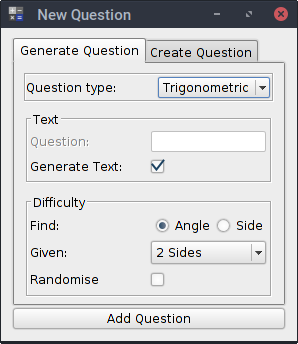 New Question
Generate Question Create Question
Question type: Trigonometric
Text
Question:
Generate Text:
Difficulty
Find: Angle Side
Given: 2 Sides
Randomise
Add Question